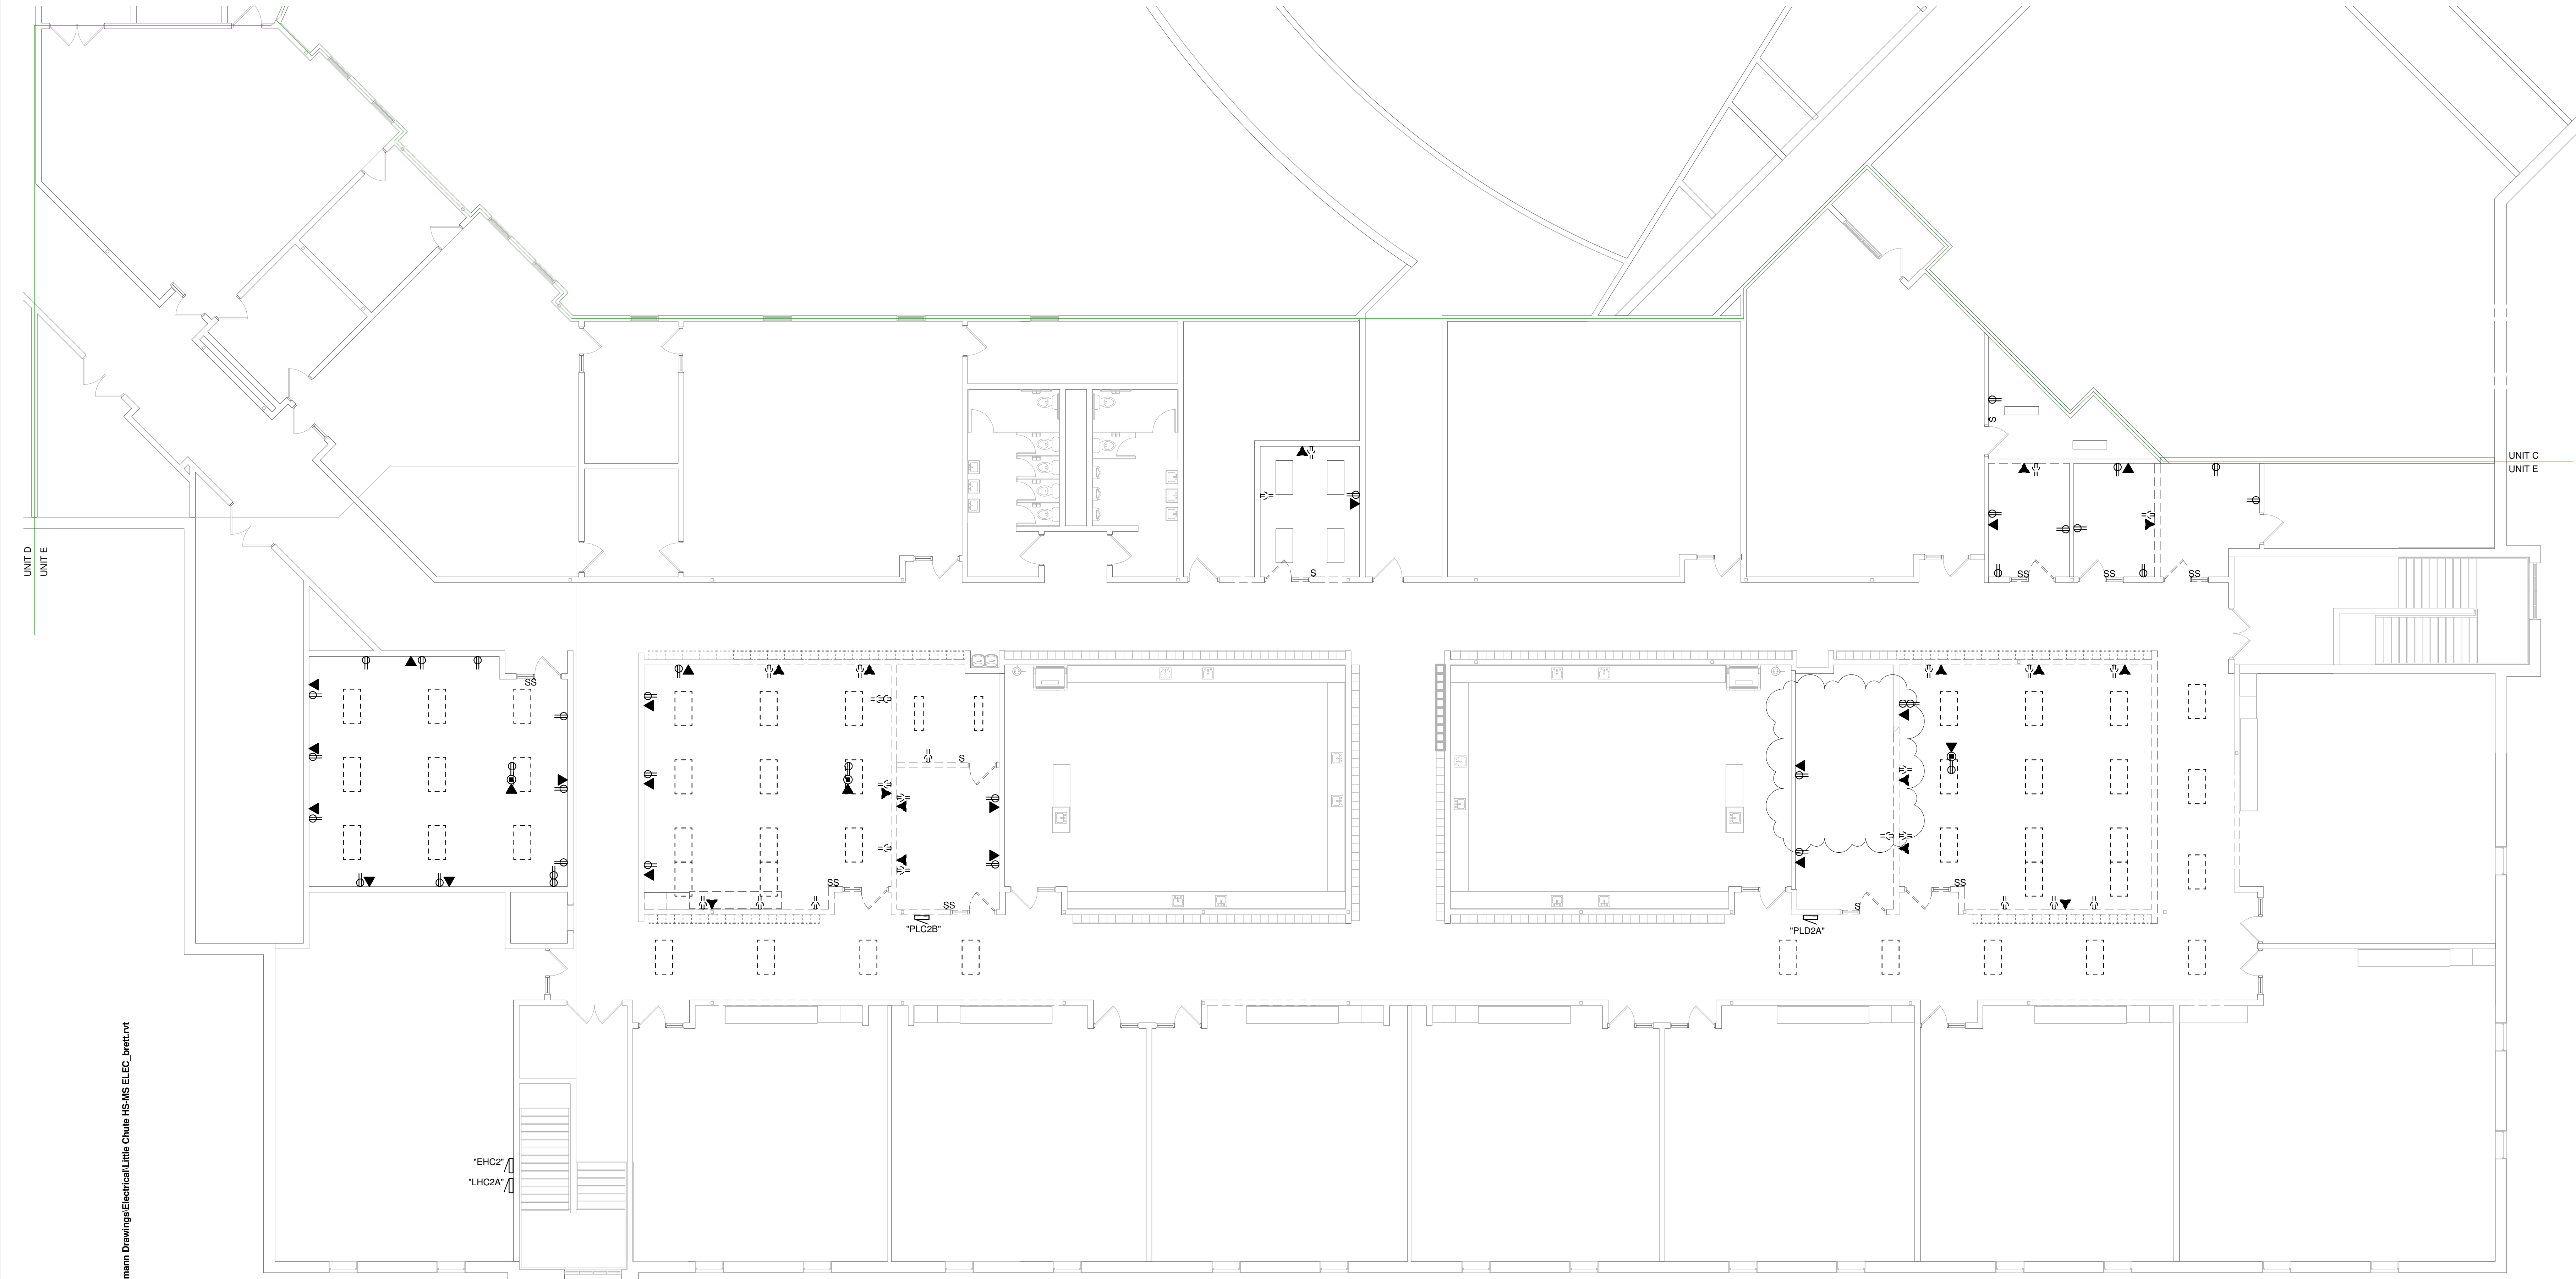 UNIT C
UNIT E
S
UNIT D
UNIT E
S
SS
SS
SS
SS
S
SS
SS
SS
S
"PLC2B"
"PLD2A"
mann Drawings\Electrical\Little Chute HS-MS ELEC_brett.rvt
"EHC2"
"LHC2A"